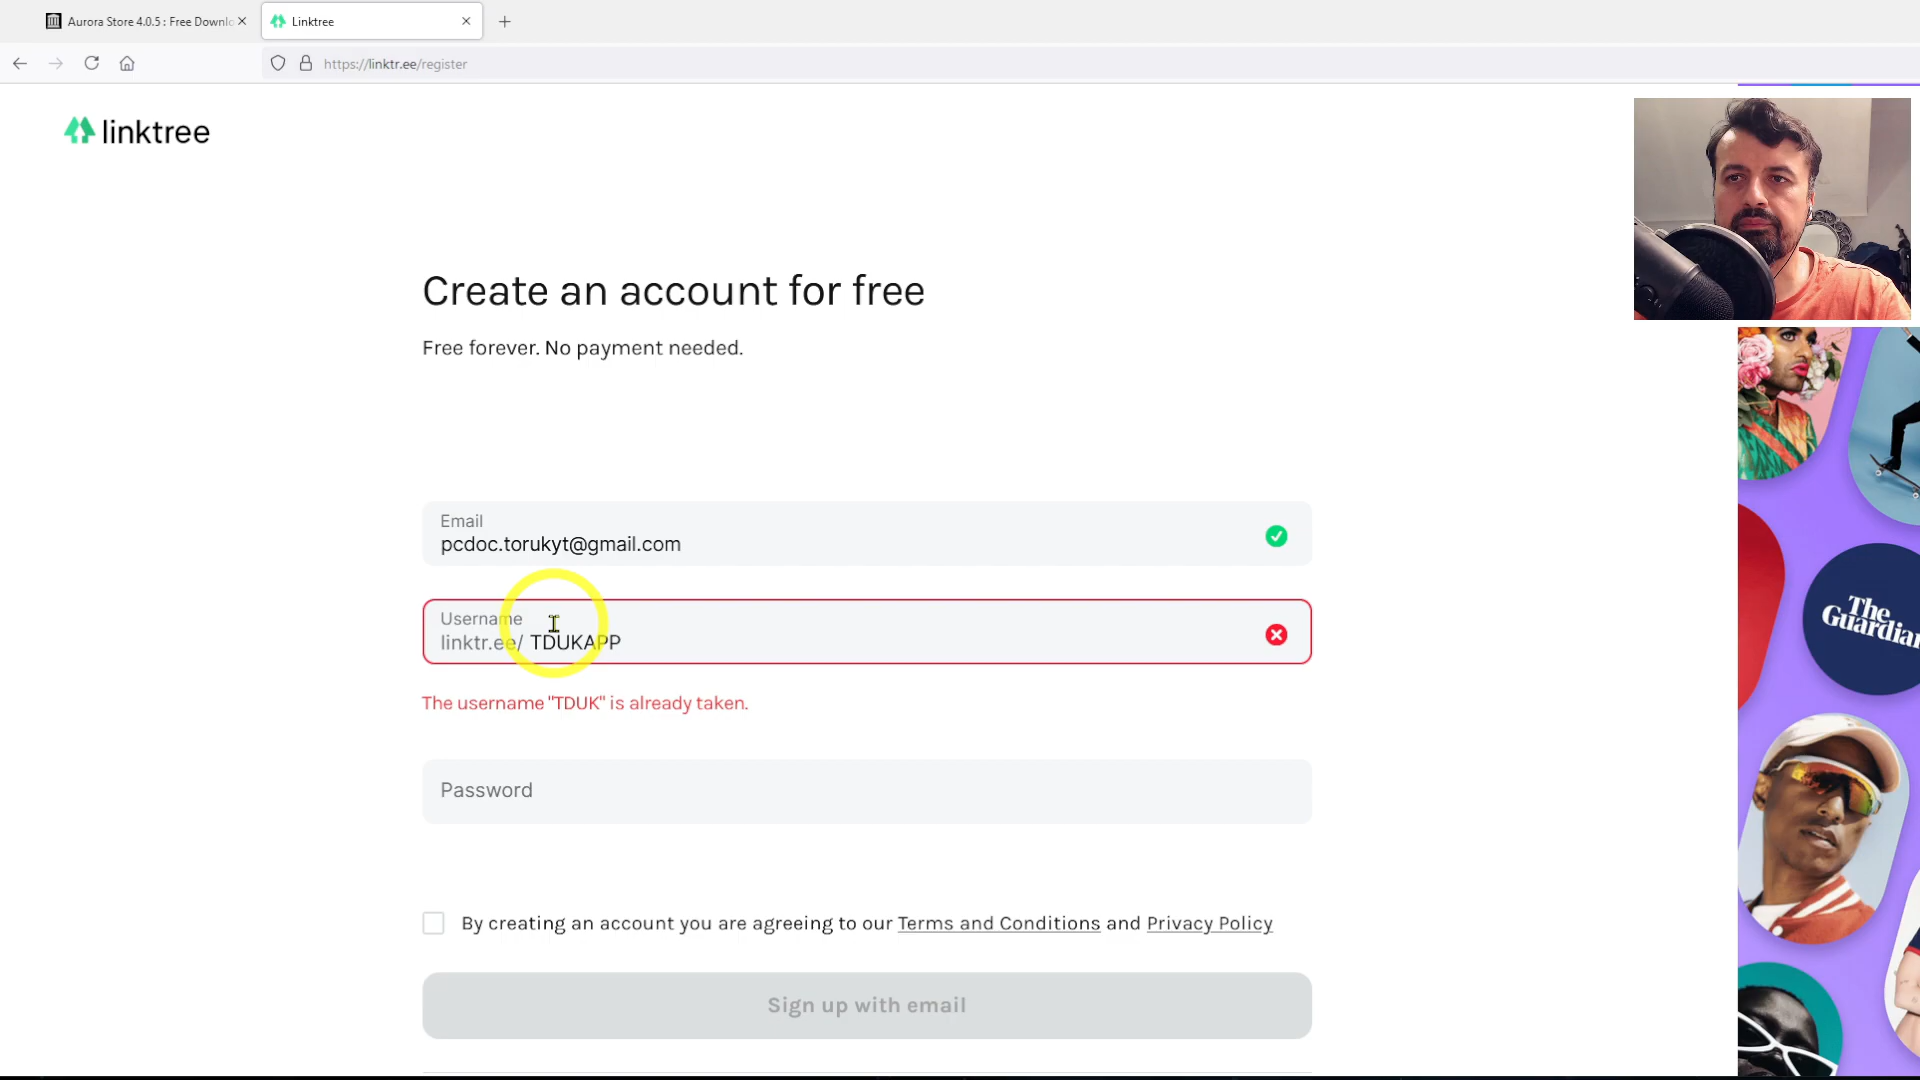 Aurora Store 4.0.5 : Free Downlo
Linktree
https://linktr.ee/register
linktree
Create an account for free
Free forever. No payment needed.
Email
pcdoc.torukyt@gmail.com
Username
linktr.ee/ TDUKAPP
The username "TDUK" is already taken.
Password
By creating an account you are agreeing to our Terms and Conditions and Privacy Policy
Sign up with email
The
Guardian